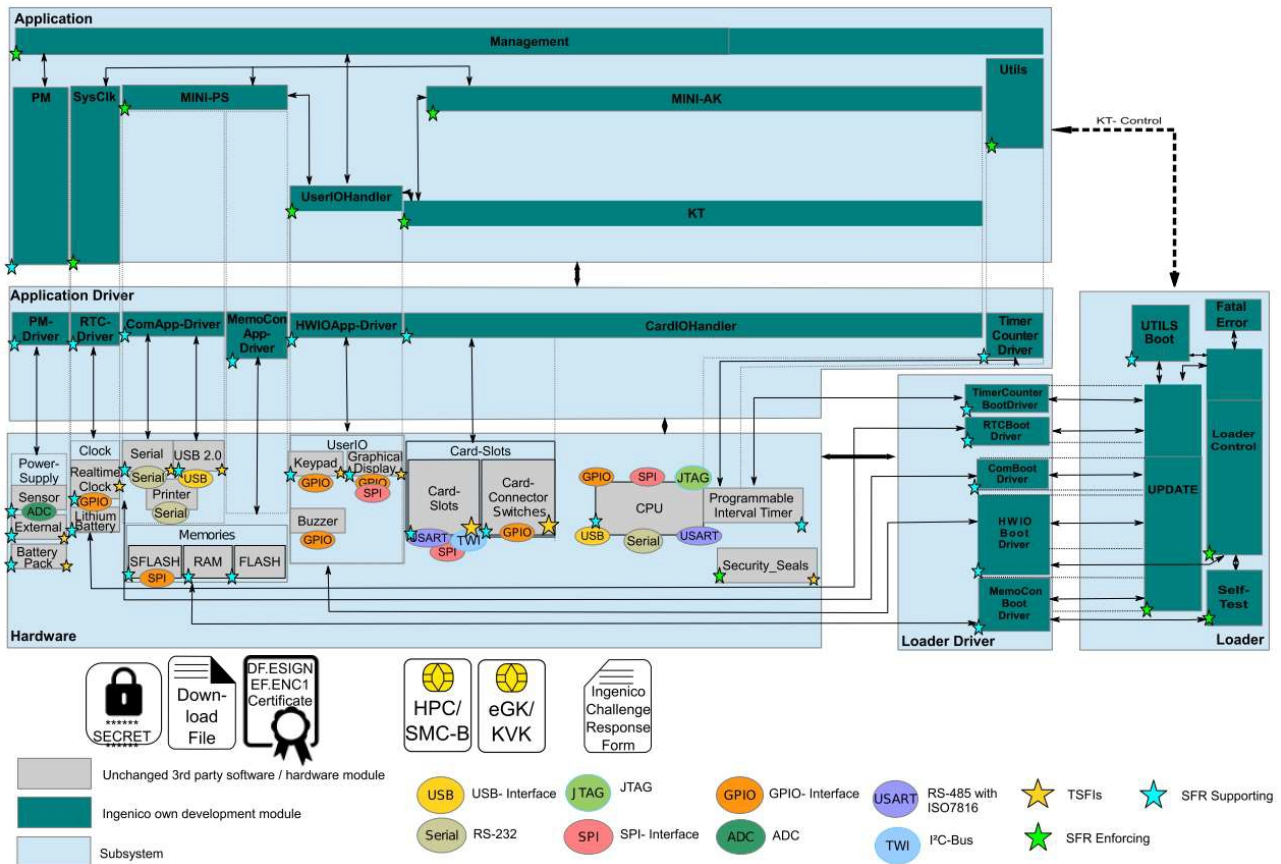 Application
Management
PM
SysClk
MINI-PS
MINI-AK
Utils
UserIOHandler
KT
KT- Control
Application Driver
PM-
Driver
RTC-
Driver
ComApp-Driver
MemoCon
App-
Driver
HWIOApp-Driver
CardIOHandler
Timer
Counter
Driver
UTILS
Boot
Fatal
Error
TimerCounter
BootDriver
RTCBoot
Driver
ComBoot
Driver
HWIO
Boot
Driver
MemoCon
Boot
Driver
Loader Driver
Loader
Control
UPDATE
Self-
Test
Loader
Power-
Supply
Sensor
ADC
External
Battery
Pack
Clock
Realtime
Clock
GPIO
Lithium
Battery
Serial
Serial
USB 2.0
USB
Printer
Serial
Memories
SFLASH
SPI
RAM
FLASH
UserIO
Keypad
GPIO
Graphical
Display
GPIO
SPI
Buzzer
GPIO
Card-Slots
Card-
Slots
USART
SPI
TWI
Card-
Connector
Switches
GPIO
GPIO
SPI
JTAG
CPU
USB
Serial
USART
Programmable
Interval Timer
Security_Seals
Hardware
******
SECRET
******
Down-
load
File
DF.ESIGN
EF.ENC1
Certificate
HPC/
SMC-B
eGK/
KVK
Ingenico
Challenge
Response
Form
Unchanged 3rd party software / hardware module
Ingenico own development module
Subsystem
USB
USB- Interface
Serial
RS-232
JTAG
JTAG
SPI
SPI- Interface
GPIO
GPIO- Interface
ADC
ADC
USART
RS-485 with
ISO7816
TWI
I²C-Bus
TSFIs
SFR Supporting
SFR Enforcing